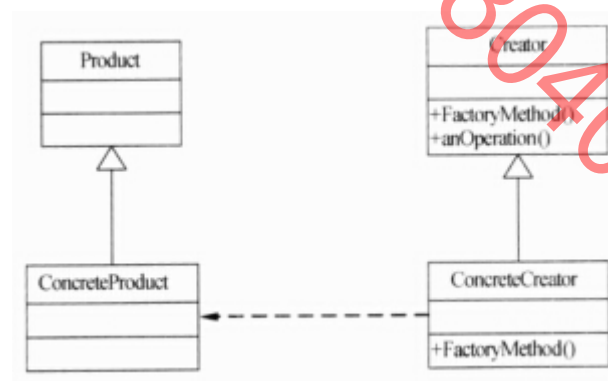 Product
Creator
+FactoryMethod()
+anOperation()
ConcreteProduct
ConcreteCreator
+FactoryMethod()